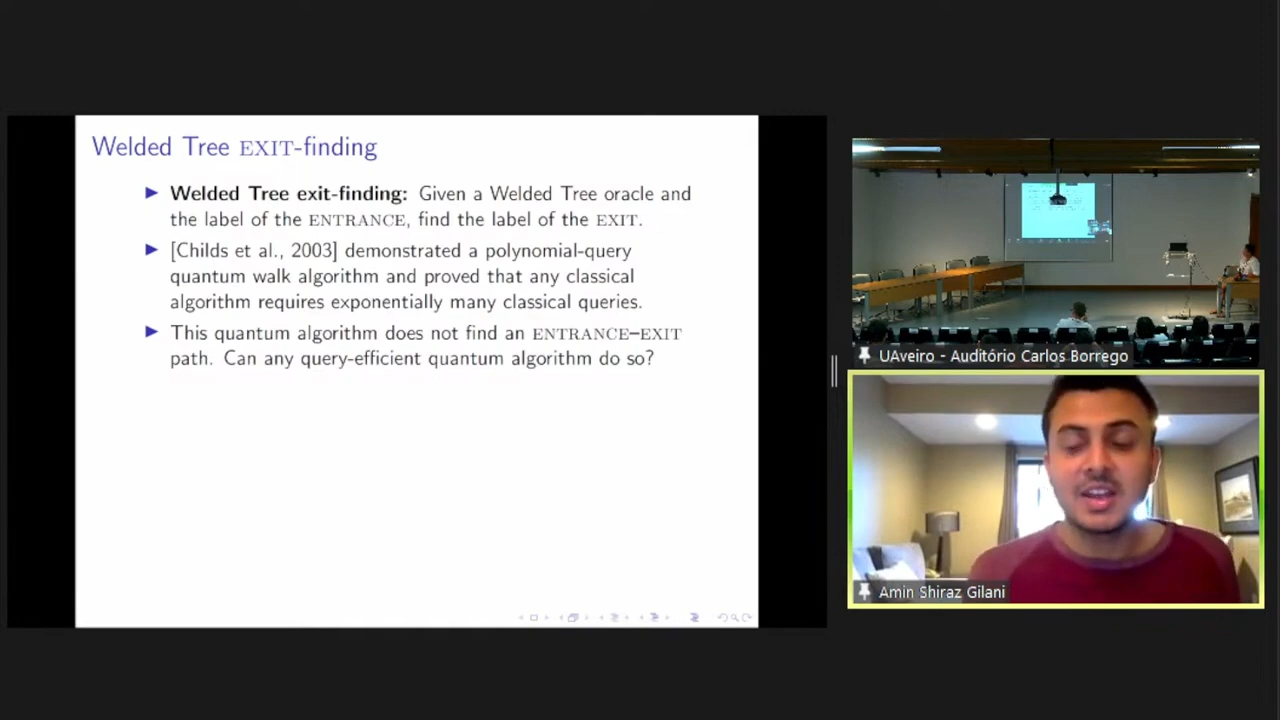 Welded Tree EXIT-finding
Welded Tree exit-finding: Given a Welded Tree oracle and
the label of the ENTRANCE, find the label of the EXIT.
[Childs et al., 2003] demonstrated a polynomial-query
quantum walk algorithm and proved that any classical
algorithm requires exponentially many classical queries.
This quantum algorithm does not find an ENTRANCE–EXIT
path. Can any query-efficient quantum algorithm do so?
UAveiro - Auditório Carlos Borrego
Amin Shiraz Gilani